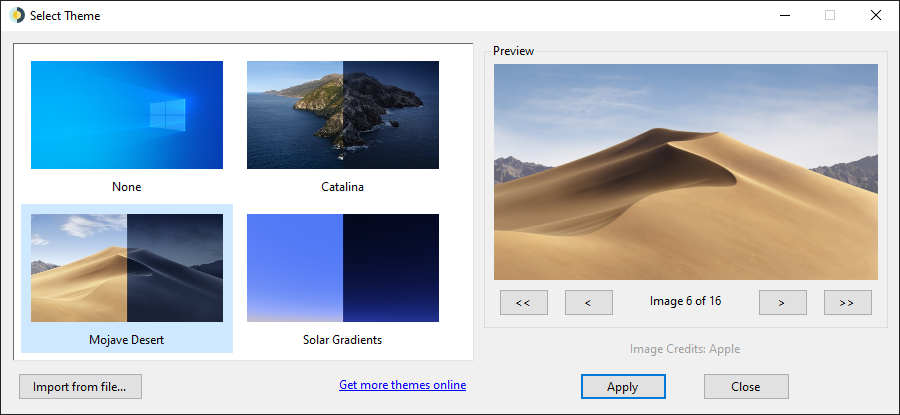 Select Theme
None
Catalina
Mojave Desert
Solar Gradients
Import from file...
Get more themes online
Preview
<<
<
Image 6 of 16
>
>>
Image Credits: Apple
Apply
Close